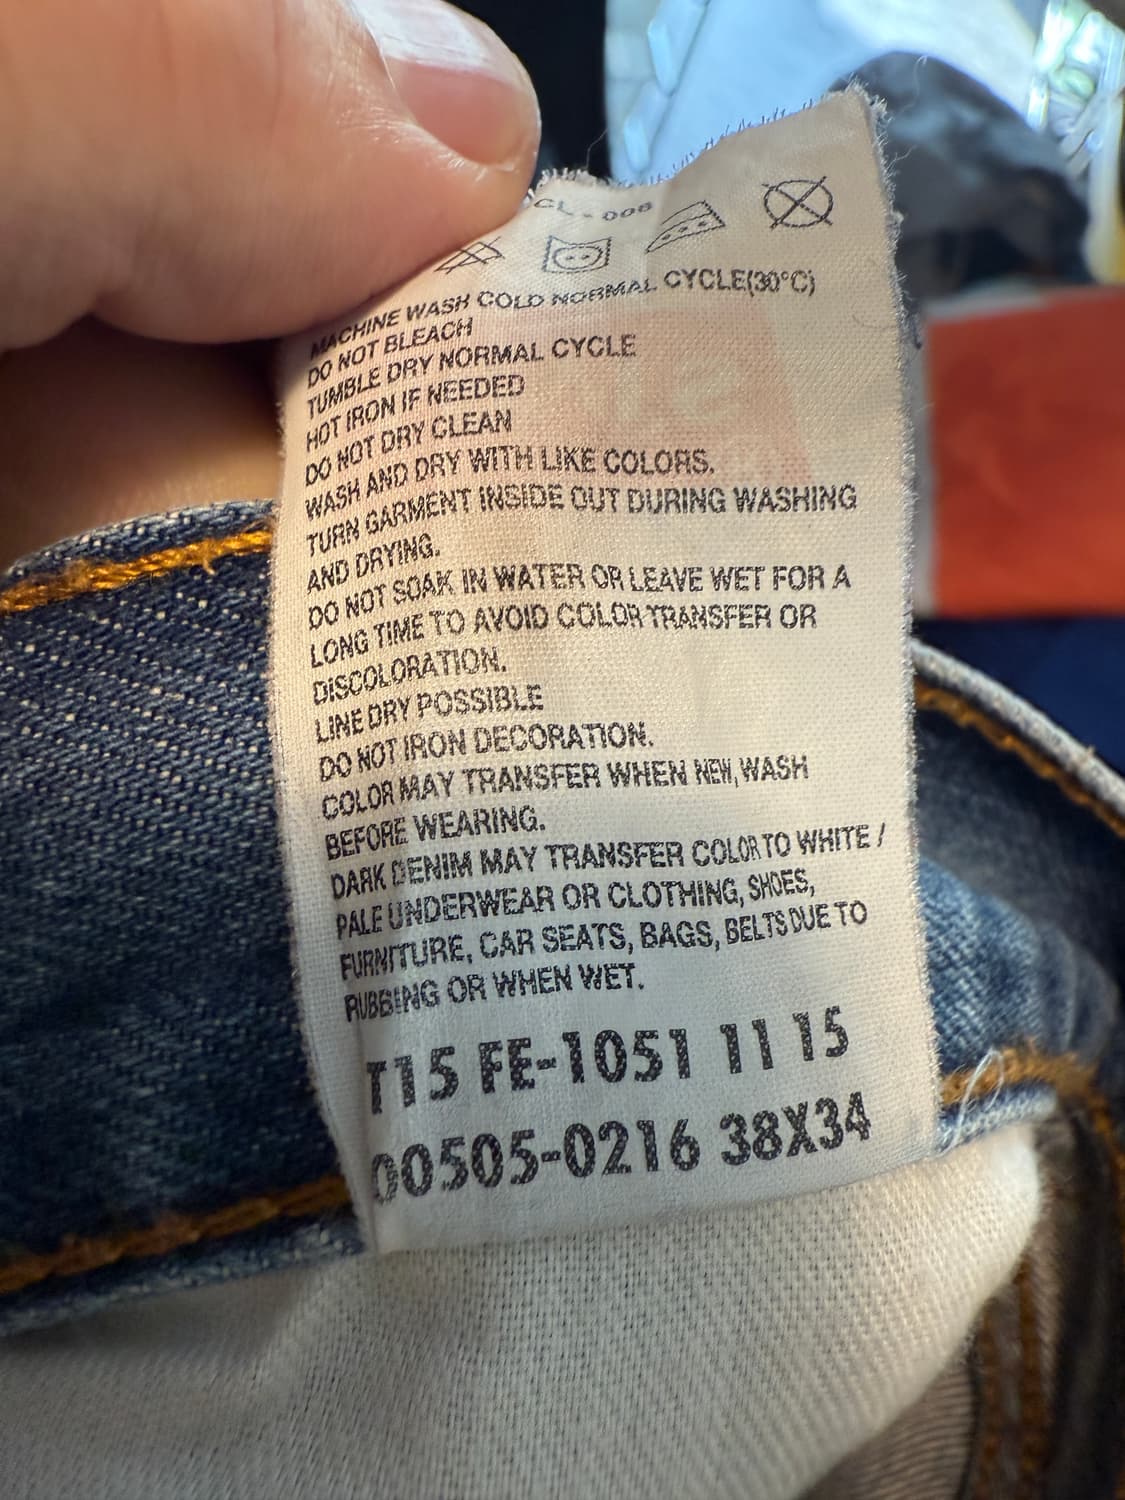 CL - 006
MACHINE WASH COLD NORMAL CYCLE(30°C)
DO NOT BLEACH
TUMBLE DRY NORMAL CYCLE
HOT IRON IF NEEDED
DO NOT DRY CLEAN
WASH AND DRY WITH LIKE COLORS.
TURN GARMENT INSIDE OUT DURING WASHING
AND DRYING.
DO NOT SOAK IN WATER OR LEAVE WET FOR A
LONG TIME TO AVOID COLOR TRANSFER OR
DISCOLORATION.
LINE DRY POSSIBLE
DO NOT IRON DECORATION.
COLOR MAY TRANSFER WHEN NEW, WASH
BEFORE WEARING.
DARK DENIM MAY TRANSFER COLOR TO WHITE /
PALE UNDERWEAR OR CLOTHING, SHOES,
FURNITURE, CAR SEATS, BAGS, BELTS DUE TO
RUBBING OR WHEN WET.
T15 FE-1051 11 15
00505-0216 38X34